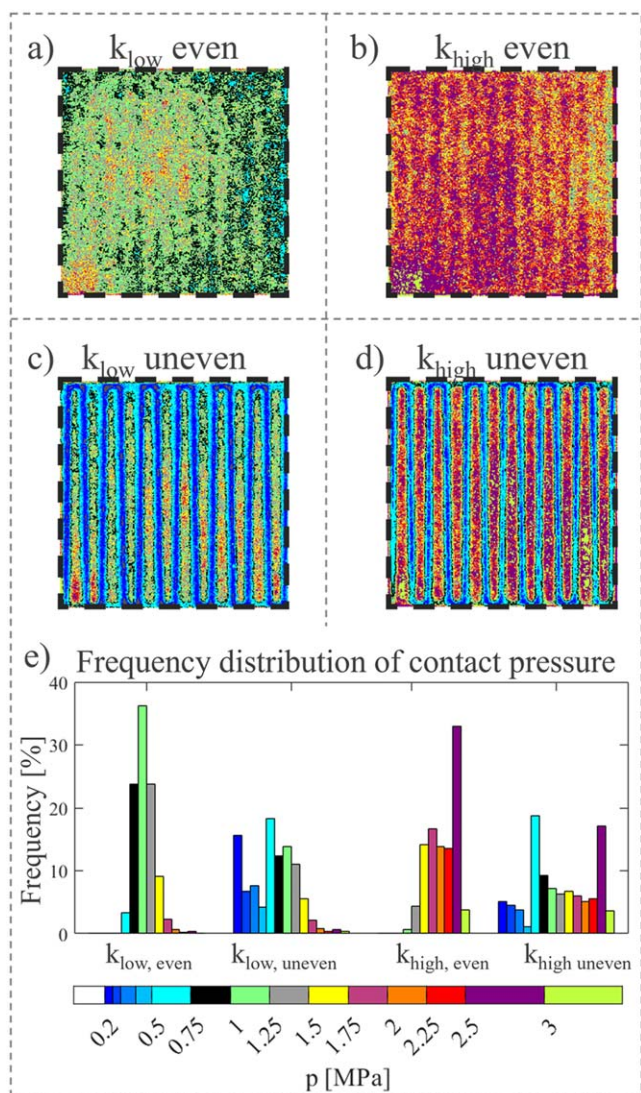 a) k_low even
b) k_high even
c) k_low uneven
d) k_high uneven
e) Frequency distribution of contact pressure
40
30
20
10
0
Frequency [%]
k_low, even k_low, uneven k_high, even k_high uneven
0.2 0.5 0.75 1 1.25 1.5 1.75 2 2.25 2.5 3
p [MPa]